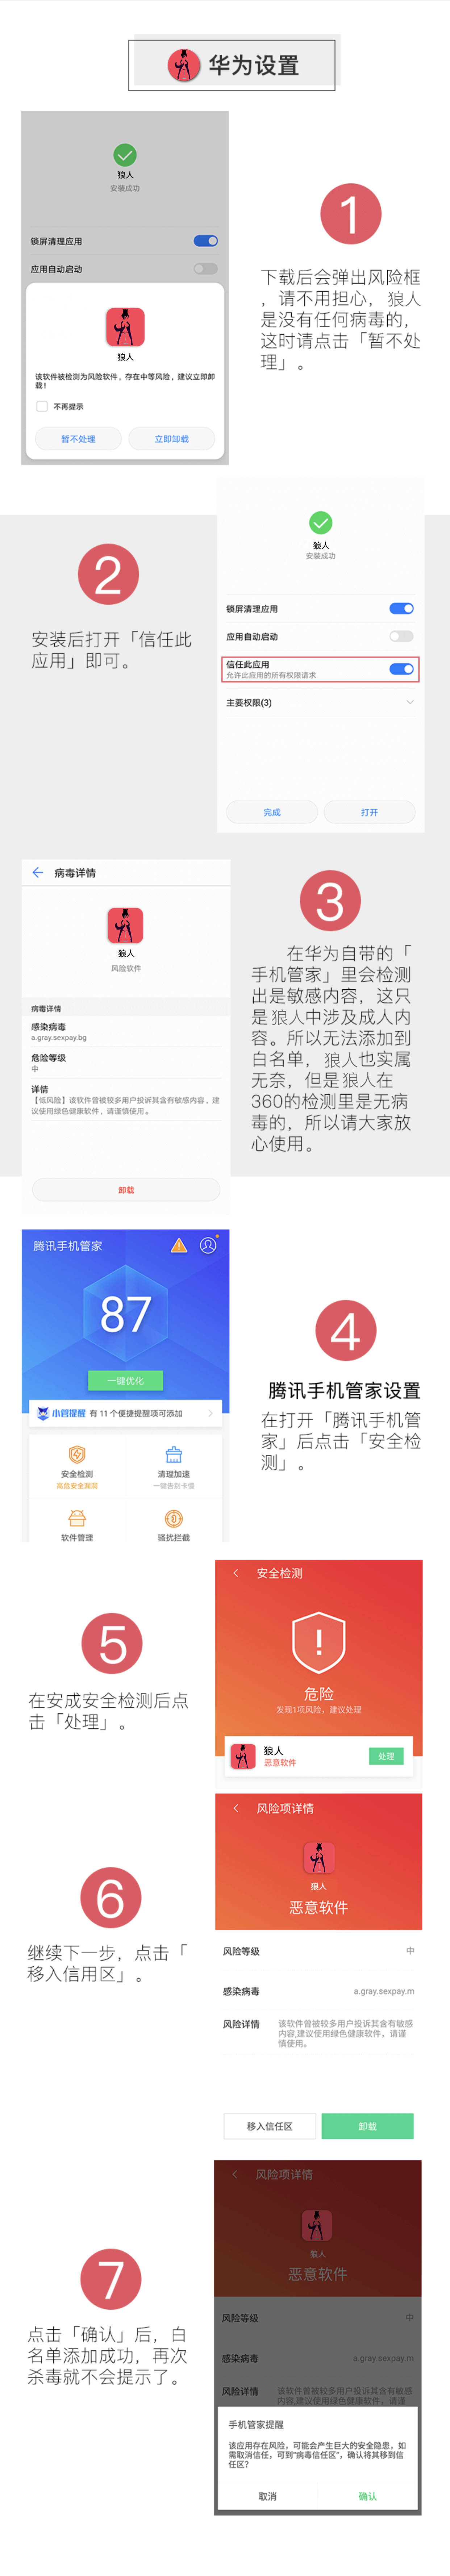 华为设置
狼人
安装成功
锁屏清理应用
应用自动启动
狼人
该软件被检测为风险软件，存在中等风险，建议立即卸
载！
不再提示
暂不处理
立即卸载
1
下载后会弹出风险框
，请不用担心，狼人
是没有任何病毒的，
这时请点击「暂不处
理」。
2
安装后打开「信任此
应用」即可。
狼人
安装成功
锁屏清理应用
应用自动启动
信任此应用
允许此应用的所有权限请求
主要权限(3)
完成
打开
病毒详情
狼人
风险软件
病毒详情
感染病毒
a.gray.sexpay.bg
危险等级
中
详情
【低风险】该软件曾被较多用户投诉其含有敏感内容，建
议使用绿色健康软件，请谨慎使用。
卸载
3
在华为自带的「
手机管家」里会检测
出是敏感内容，这只
是狼人中涉及成人内
容。所以无法添加到
白名单，狼人也实属
无奈，但是狼人在
360的检测里是无病
毒的，所以请大家放
心使用。
腾讯手机管家
87
一键优化
小管提醒 有 11 个便捷提醒项可添加
安全检测
高危安全漏洞
清理加速
一键告别卡慢
软件管理
骚扰拦截
4
腾讯手机管家设置
在打开「腾讯手机管
家」后点击「安全检
测」。
5
在安成安全检测后点
击「处理」。
安全检测
危险
发现1项风险，建议处理
狼人
恶意软件
处理
6
继续下一步，点击「
移入信用区」。
风险项详情
狼人
恶意软件
风险等级
中
感染病毒
a.gray.sexpay.m
风险详情
该软件曾被较多用户投诉其含有敏感
内容,建议使用绿色健康软件，请谨
慎使用。
移入信任区
卸载
7
点击「确认」后，白
名单添加成功，再次
杀毒就不会提示了。
风险项详情
狼人
恶意软件
风险等级
中
感染病毒
a.gray.sexpay.m
风险详情
该软件曾被较多用户投诉其含有敏感
内容,建议使用绿色健康软件，请谨
手机管家提醒
该应用存在风险，可能会产生巨大的安全隐患，如
需取消信任，可到“病毒信任区”，确认将其移到信
任区？
取消
确认